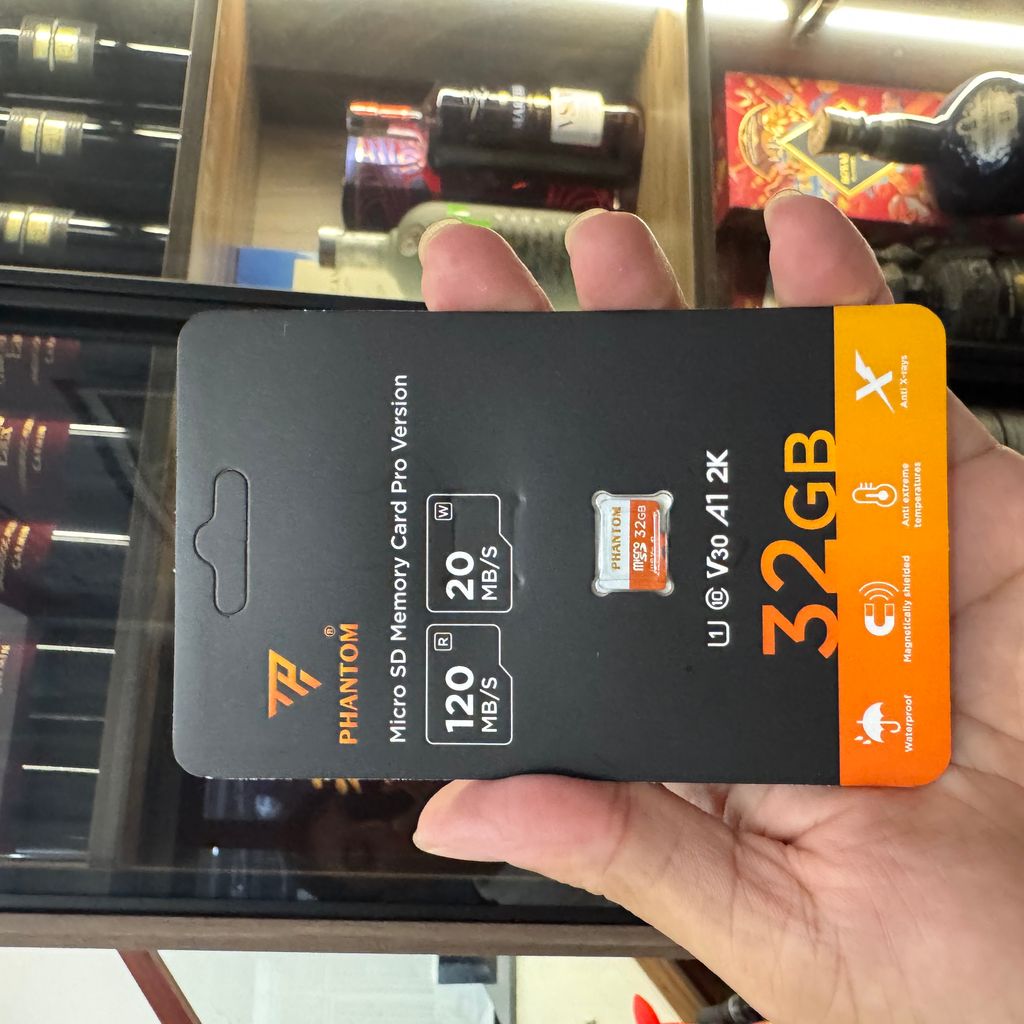 PHANTOM®
Micro SD Memory Card Pro Version
120 R
MB/S
20 W
MB/S
PHANTOM
micro
SD 32GB
U1 10 V30 A1 2K
32GB
Waterproof
Magnetically shielded
Anti extreme
temperatures
Anti X-rays